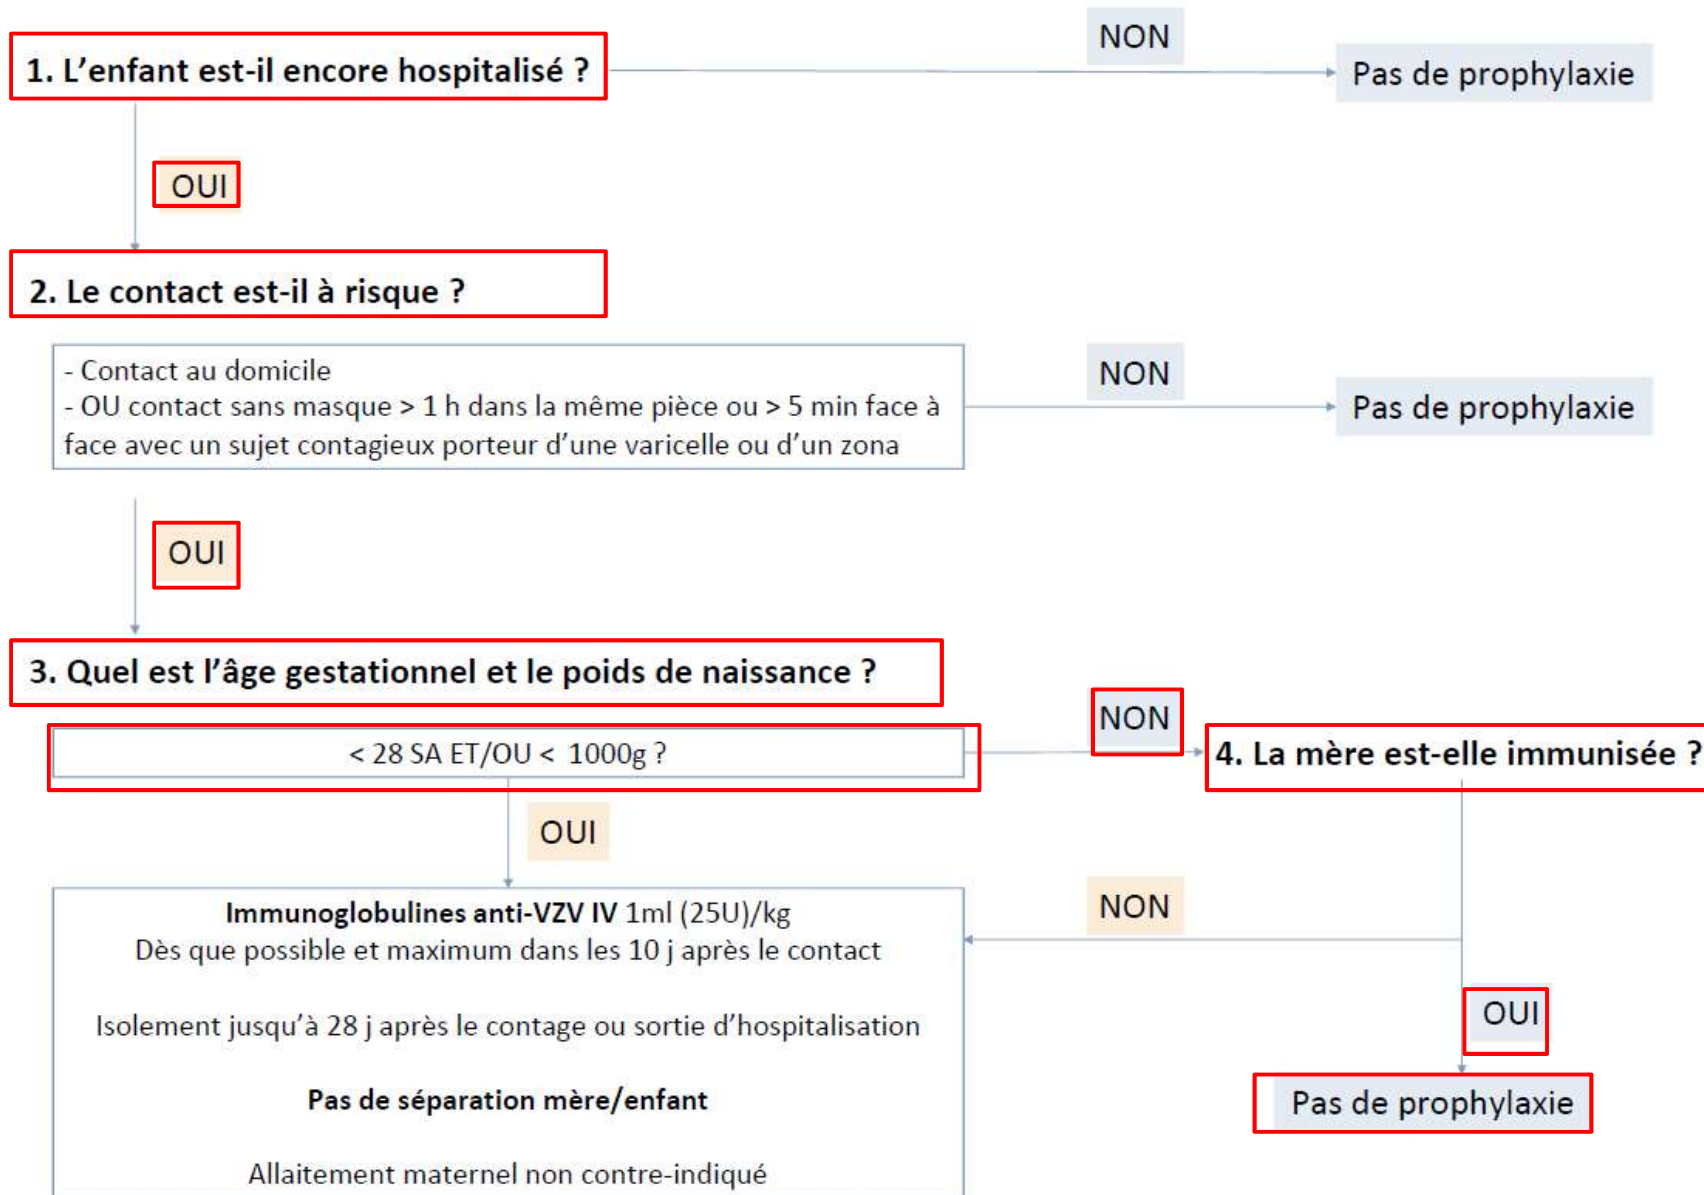 1. L'enfant est-il encore hospitalisé ?
NON
Pas de prophylaxie
OUI
2. Le contact est-il à risque ?
- Contact au domicile
- OU contact sans masque > 1 h dans la même pièce ou > 5 min face à
face avec un sujet contagieux porteur d'une varicelle ou d'un zona
NON
Pas de prophylaxie
OUI
3. Quel est l'âge gestationnel et le poids de naissance ?
< 28 SA ET/OU < 1000g ?
NON
4. La mère est-elle immunisée ?
OUI
Immunoglobulines anti-VZV IV 1ml (25U)/kg
Dès que possible et maximum dans les 10 j après le contact
Isolement jusqu'à 28 j après le contage ou sortie d'hospitalisation
Pas de séparation mère/enfant
Allaitement maternel non contre-indiqué
NON
OUI
Pas de prophylaxie